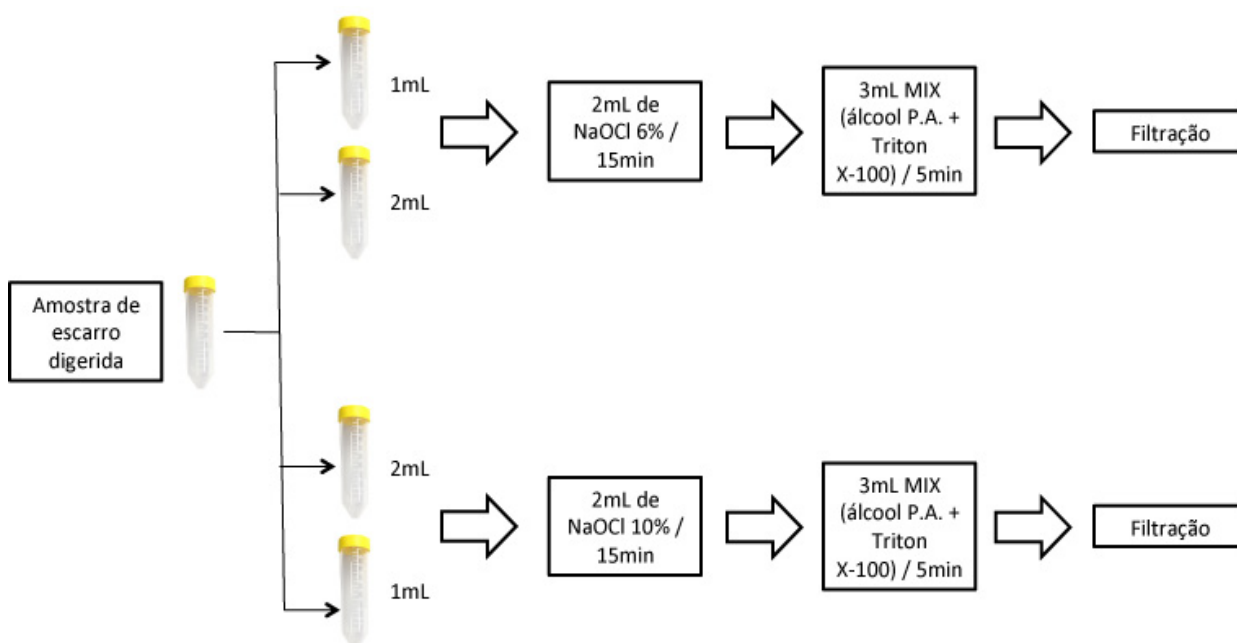 1mL
2mL de
NaOCl 6% /
15min
3mL MIX
(álcool P.A. +
Triton
X-100) / 5min
Filtração
2mL
Amostra de
escarro
digerida
2mL
2mL de
NaOCl 10% /
15min
3mL MIX
(álcool P.A. +
Triton
X-100) / 5min
Filtração
1mL